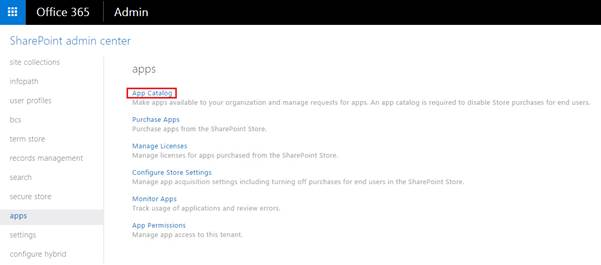 Office 365 Admin
SharePoint admin center
site collections
infopath
user profiles
bcs
term store
records management
search
secure store
apps
settings
configure hybrid
apps
App Catalog
Make apps available to your organization and manage requests for apps. An app catalog is required to disable Store purchases for end users.
Purchase Apps
Purchase apps from the SharePoint Store.
Manage Licenses
Manage licenses for apps purchased from the SharePoint Store.
Configure Store Settings
Manage app acquisition settings including turning off purchases for end users in the SharePoint Store.
Monitor Apps
Track usage of applications and review errors.
App Permissions
Manage app access to this tenant.